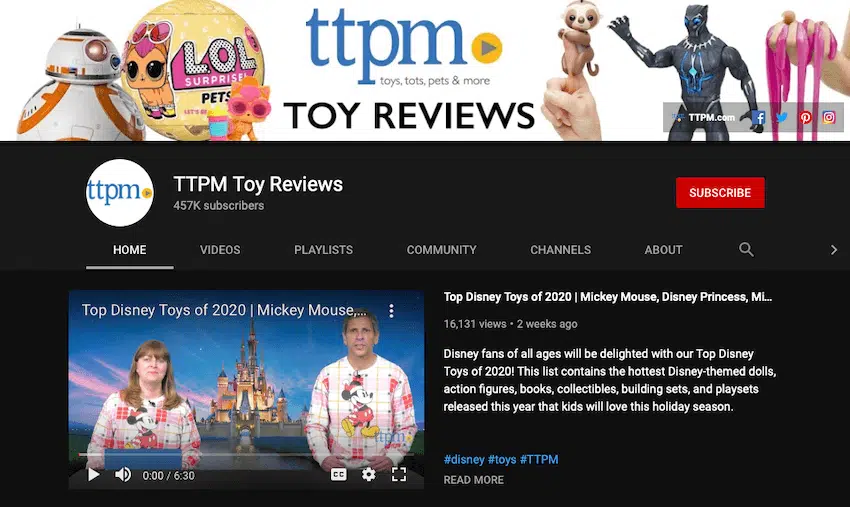 ttpm
toys, tots, pets & more
TOY REVIEWS
L.O.L.
SURPRISE!
PETS
TTPM.com
ttpm
TTPM Toy Reviews
457K subscribers
SUBSCRIBE
HOME VIDEOS PLAYLISTS COMMUNITY CHANNELS ABOUT
Top Disney Toys of 2020 | Mickey Mouse,...
ttpm
0:00 / 6:30
CC
Top Disney Toys of 2020 | Mickey Mouse, Disney Princess, Mi...
16,131 views • 2 weeks ago
Disney fans of all ages will be delighted with our Top Disney
Toys of 2020! This list contains the hottest Disney-themed dolls,
action figures, books, collectibles, building sets, and playsets
released this year that kids will love this holiday season.
#disney #toys #TTPM
READ MORE